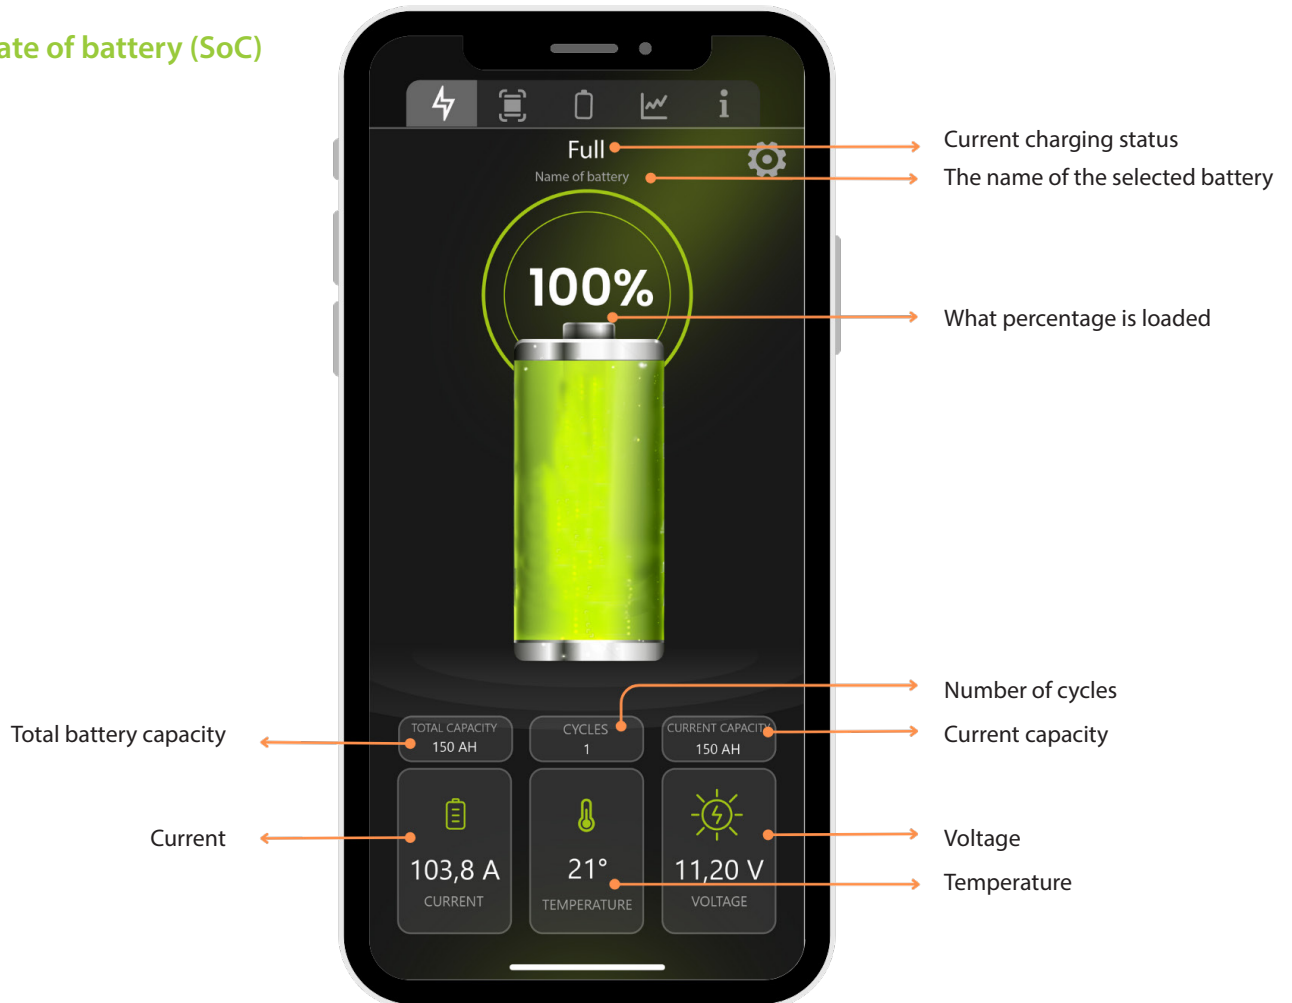 ate of battery (SoC)
Full
Name of battery
100%
Current charging status
The name of the selected battery
What percentage is loaded
Number of cycles
Current capacity
Total battery capacity
TOTAL CAPACITY
150 AH
CYCLES
1
CURRENT CAPACITY
150 AH
Current
103,8 A
CURRENT
21°
TEMPERATURE
11,20 V
VOLTAGE
Voltage
Temperature